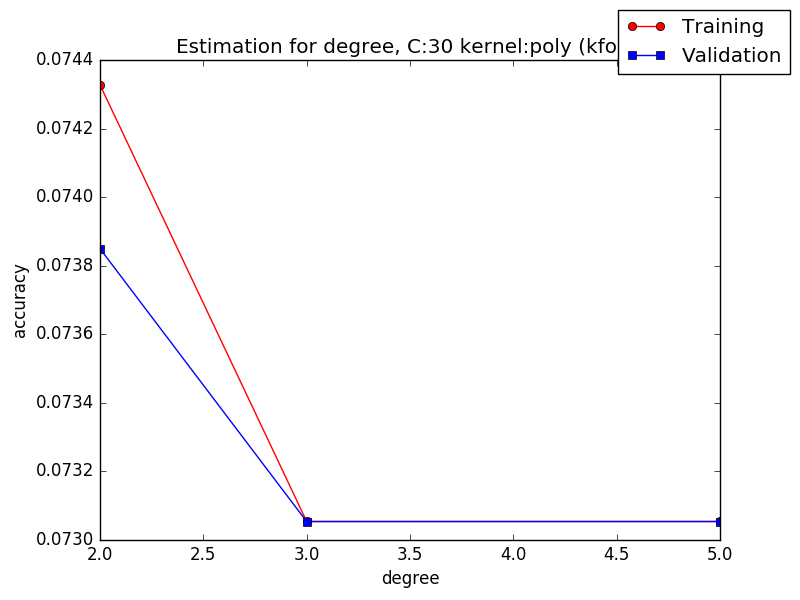 Estimation for degree, C:30 kernel:poly (kfo
Training
Validation
0.0744
0.0742
0.0740
0.0738
0.0736
0.0734
0.0732
0.0730
accuracy
2.0 2.5 3.0 3.5 4.0 4.5 5.0
degree